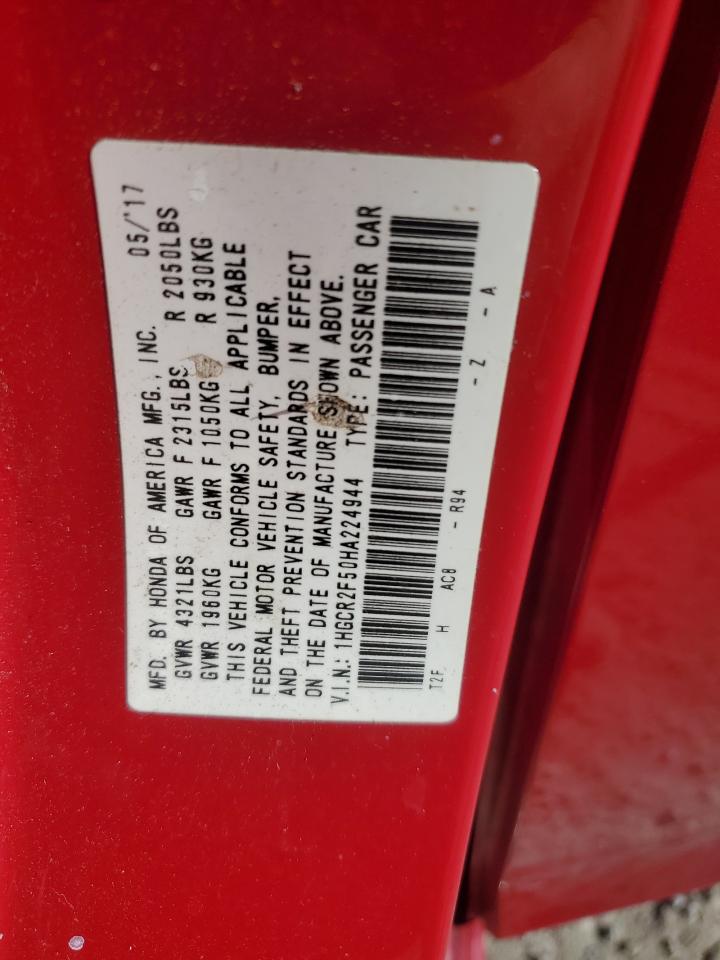 MFD. BY HONDA OF AMERICA MFG., INC. 05/'17
GVWR 4321LBS GAWR F 2315LBS R 2050LBS
GVWR 1960KG GAWR F 1050KG R 930KG
THIS VEHICLE CONFORMS TO ALL APPLICABLE
FEDERAL MOTOR VEHICLE SAFETY, BUMPER,
AND THEFT PREVENTION STANDARDS IN EFFECT
ON THE DATE OF MANUFACTURE SHOWN ABOVE.
V.I.N.: 1HGCR2F50HA224944 TYPE: PASSENGER CAR
T2F H AC8 - R94 - Z - A